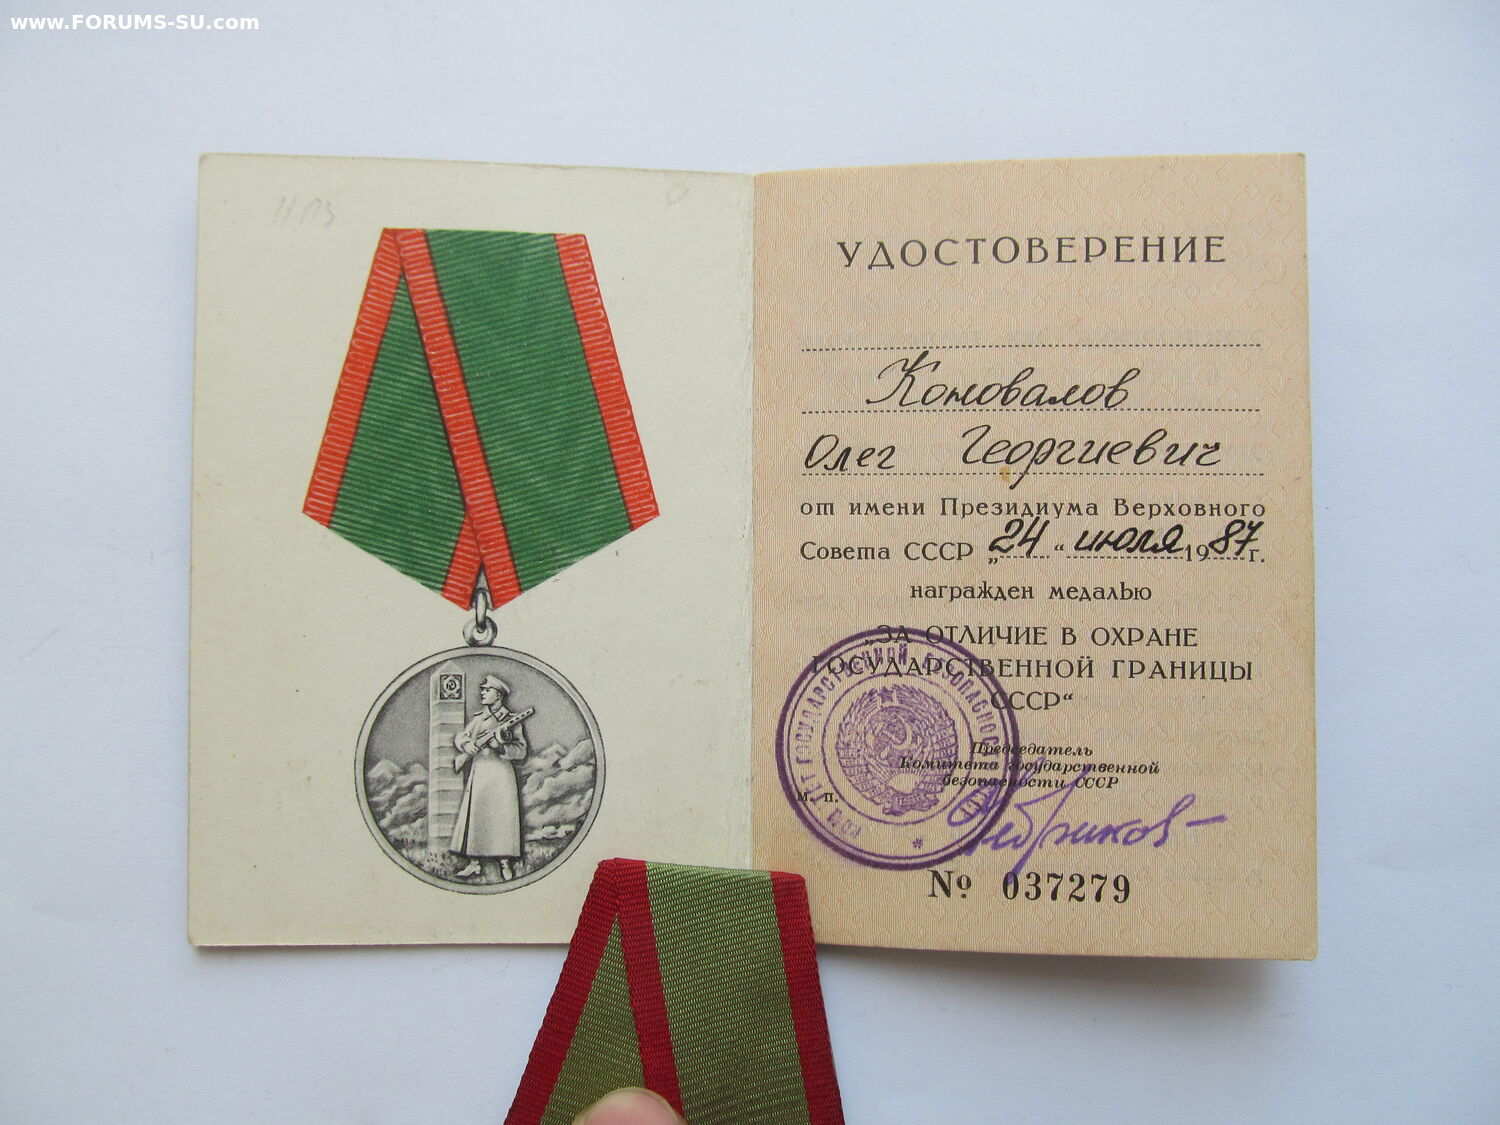 www.FORUMS-SU.com
УДОСТОВЕРЕНИЕ
Коновалов
Олег Георгиевич
от имени Президиума Верховного
Совета СССР „24“ июля 1987 г.
награжден медалью
„ЗА ОТЛИЧИЕ В ОХРАНЕ
ГОСУДАРСТВЕННОЙ ГРАНИЦЫ
СССР“
Председатель
Комитета государственной
безопасности СССР
м. п.
№ 037279